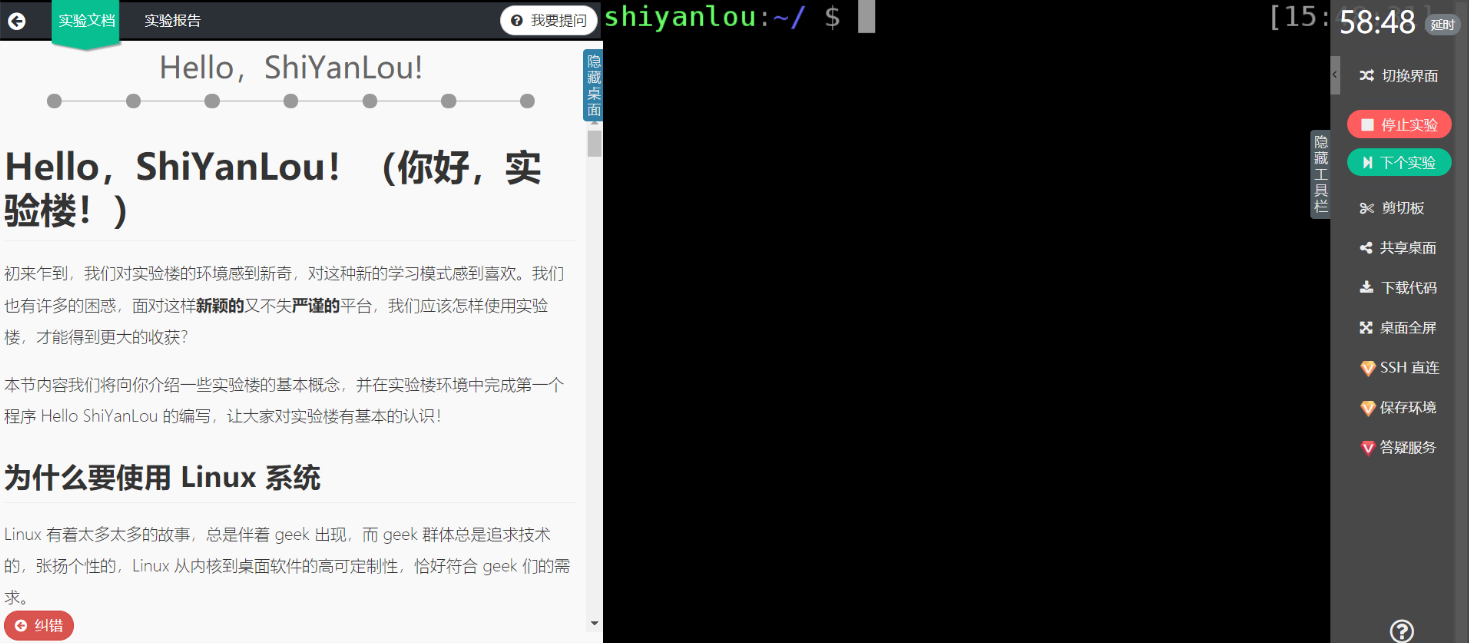 实验文档 实验报告 我要提问
Hello，ShiYanLou!
隐藏桌面
Hello，ShiYanLou！（你好，实
验楼！）
初来乍到，我们对实验楼的环境感到新奇，对这种新的学习模式感到喜欢。我们
也有许多的困惑，面对这样新颖的又不失严谨的平台，我们应该怎样使用实验
楼，才能得到更大的收获？
本节内容我们将向你介绍一些实验楼的基本概念，并在实验楼环境中完成第一个
程序 Hello ShiYanLou 的编写，让大家对实验楼有基本的认识！
为什么要使用 Linux 系统
Linux 有着太多太多的故事，总是伴着 geek 出现，而 geek 群体总是追求技术
的，张扬个性的，Linux 从内核到桌面软件的高可定制性，恰好符合 geek 们的需
求。
纠错
shiyanlou:~/ $
[15:
58:48 延时
切换界面
停止实验
下个实验
隐藏工具栏
剪切板
共享桌面
下载代码
桌面全屏
SSH 直连
保存环境
答疑服务